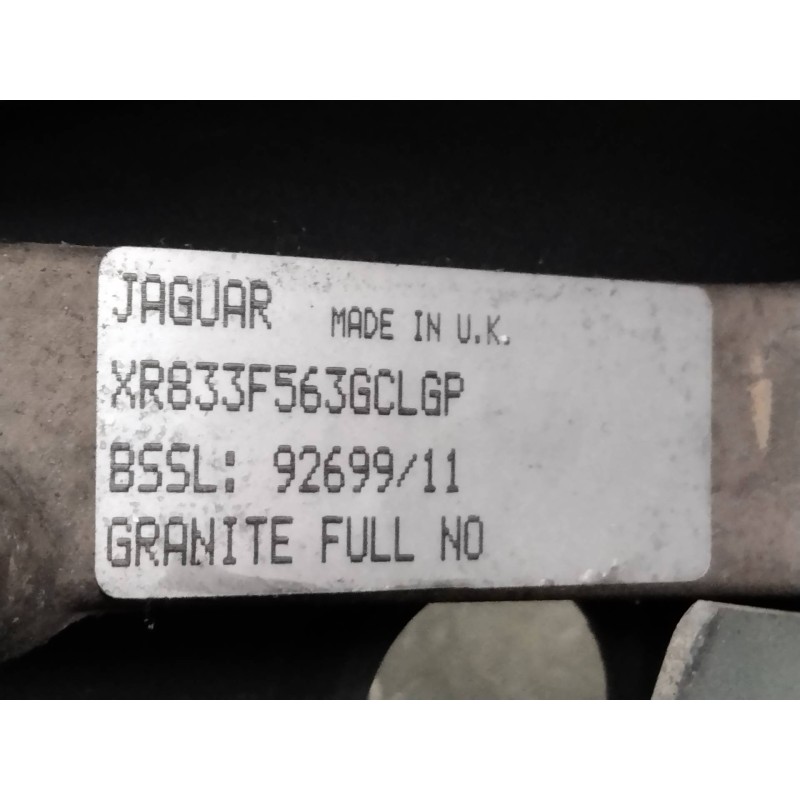 JAGUAR MADE IN U.K.
XR833F563GCLGP
BSSL: 92699/11
GRANITE FULL NO